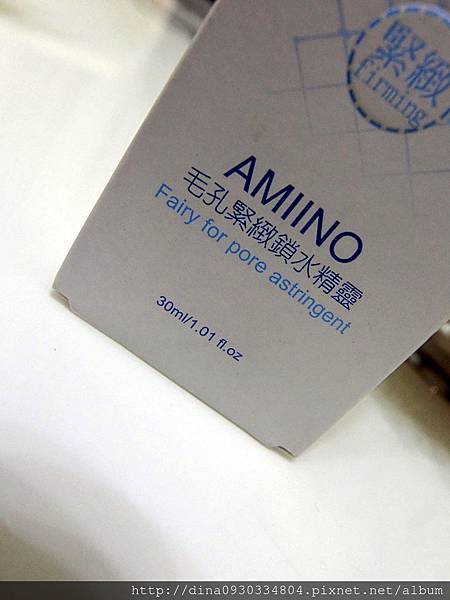 緊緻
firming
AMIINO
毛孔緊緻鎖水精靈
Fairy for pore astringent
30ml/1.01 fl.oz
http://dina0930334804.pixnet.net/album